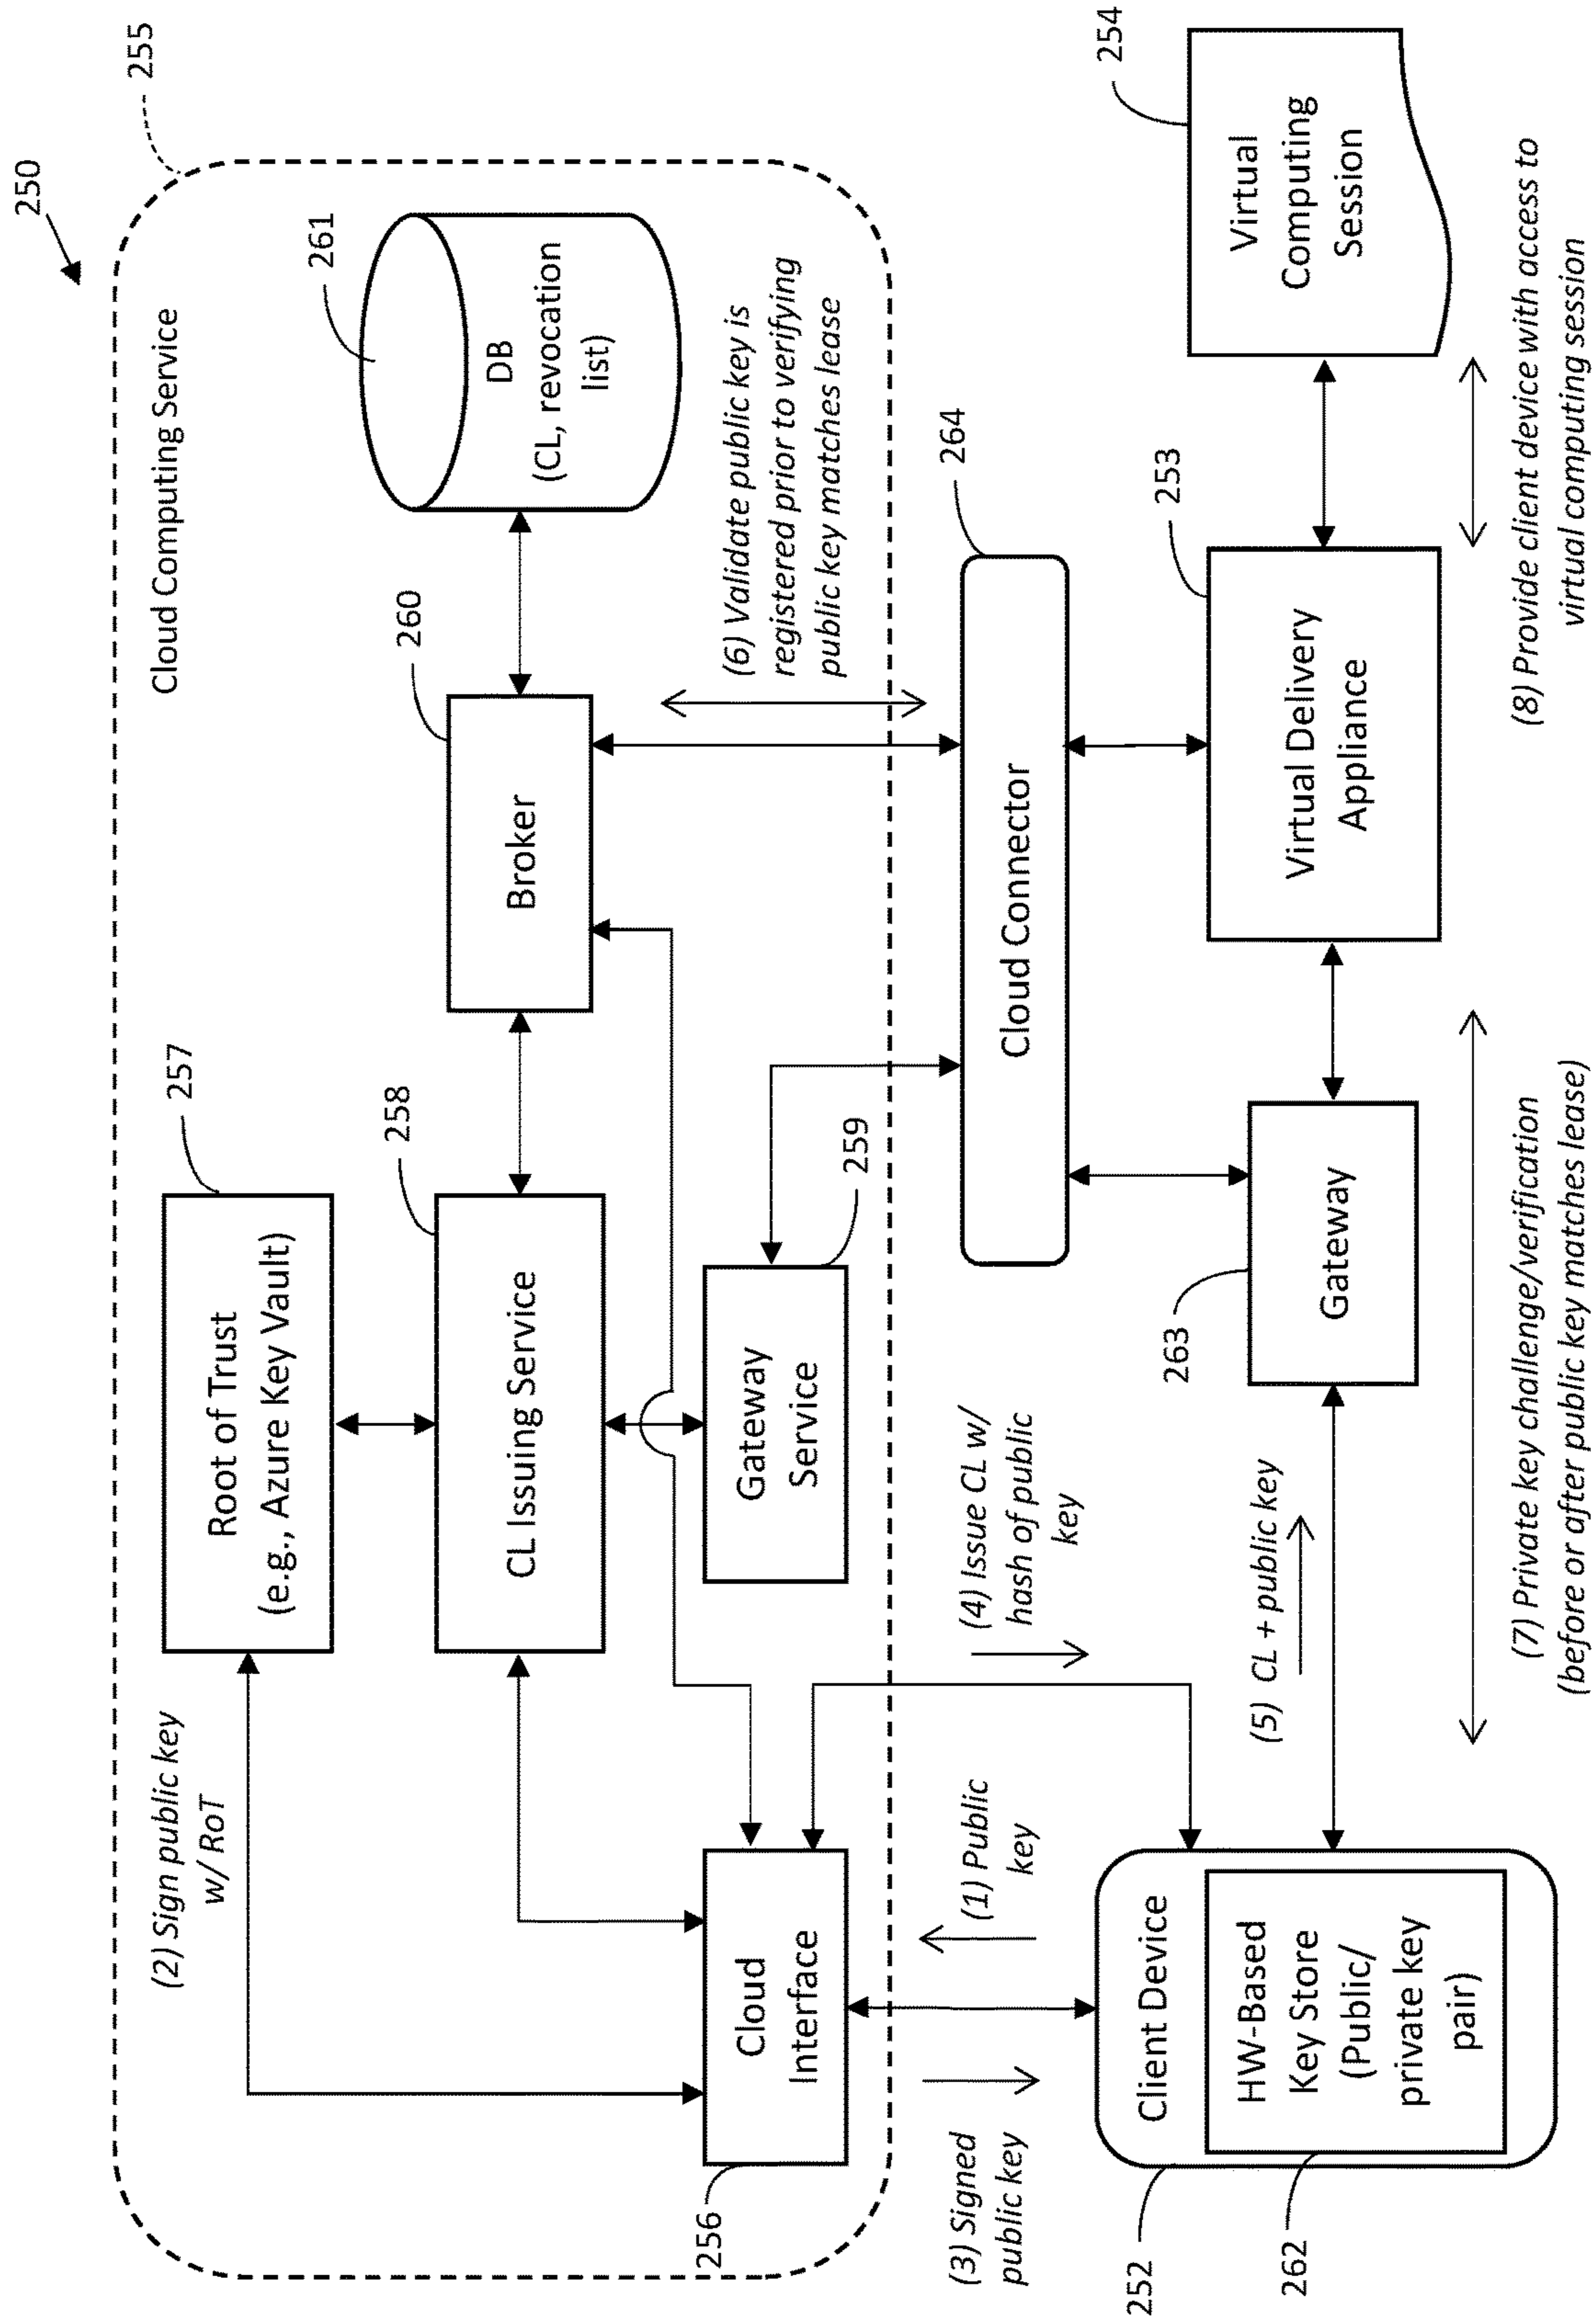 250
255
Cloud Computing Service
257
Root of Trust
(e.g., Azure Key Vault)
(2) Sign public key
w/ RoT
258
CL Issuing Service
260
Broker
261
DB
(CL, revocation
list)
256
Cloud
Interface
Gateway
Service
259
(6) Validate public key is
registered prior to verifying
public key matches lease
(3) Signed
public key
(1) Public
key
(4) Issue CL w/
hash of public
key
264
Cloud Connector
252
Client Device
262
HW-Based
Key Store
(Public/
private key
pair)
(5) CL + public key
263
Gateway
253
Virtual Delivery
Appliance
254
Virtual
Computing
Session
(7) Private key challenge/verification
(before or after public key matches lease)
(8) Provide client device with access to
virtual computing session